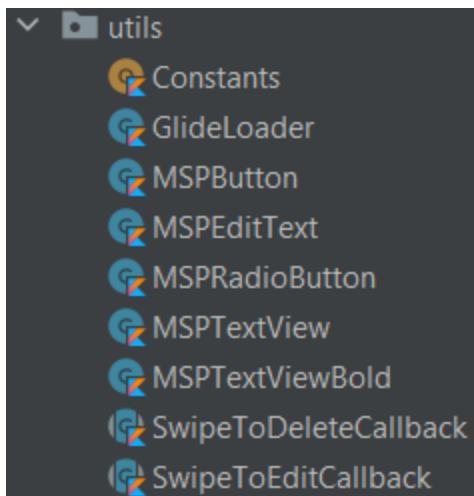 utils
Constants
GlideLoader
MSPButton
MSPEditText
MSPRadioButton
MSPTextView
MSPTextViewBold
SwipeToDeleteCallback
SwipeToEditCallback